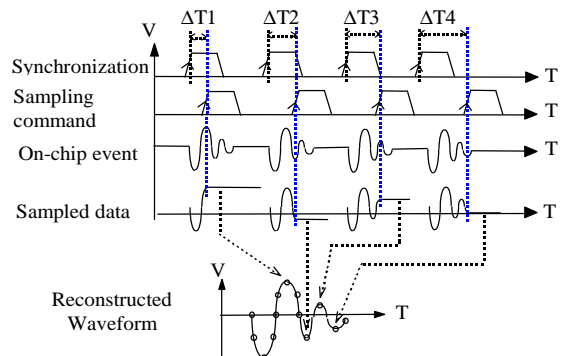 V
ΔT1 ΔT2 ΔT3 ΔT4
Synchronization
T
Sampling
command
T
On-chip event
T
Sampled data
T
V
Reconstructed
Waveform
T